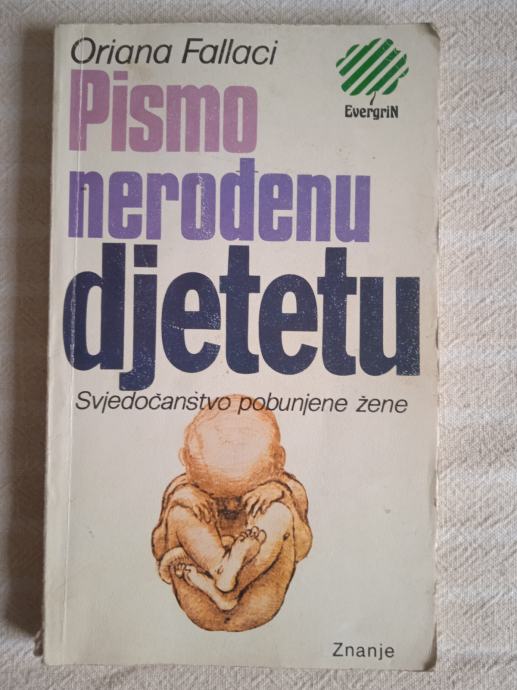 Oriana Fallaci
EvergriN
Pismo
nerođenu
djetetu
Svjedočanstvo pobunjene žene
Znanje